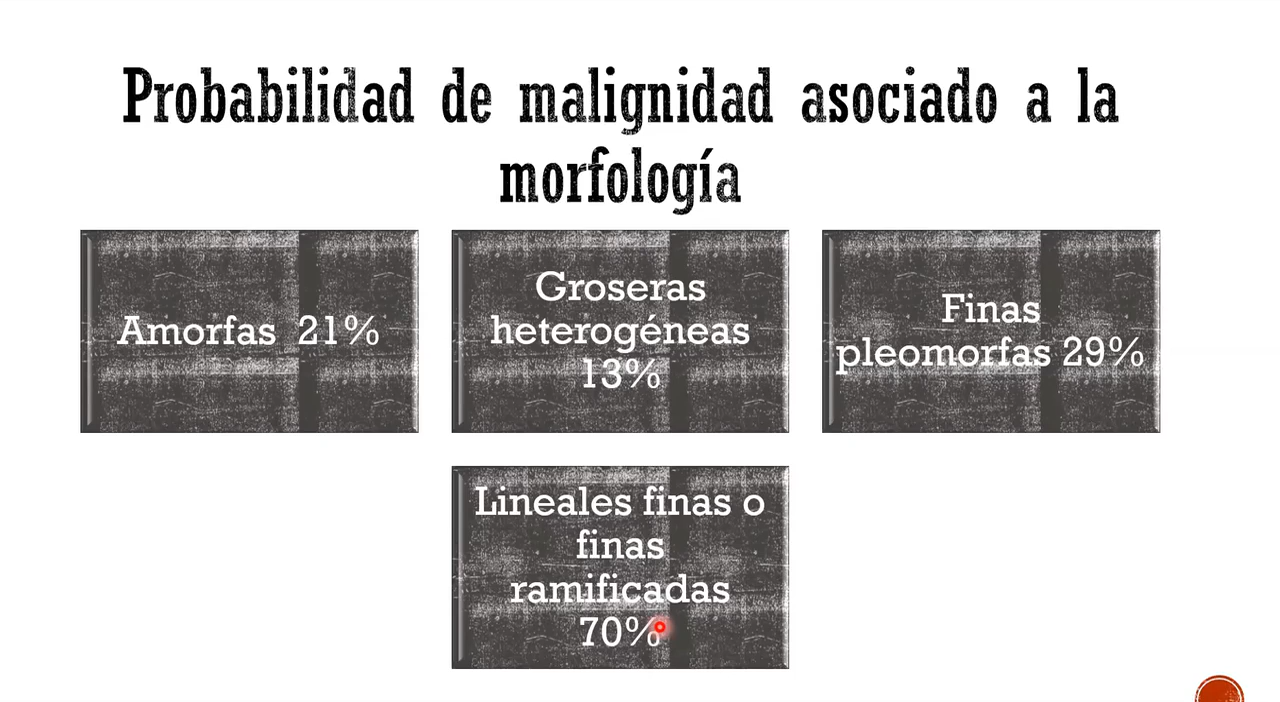 Probabilidad de malignidad asociado a la
morfología
Amorfas 21%
Groseras
heterogéneas
13%
Finas
pleomorfas 29%
Lineales finas o
finas
ramificadas
70%